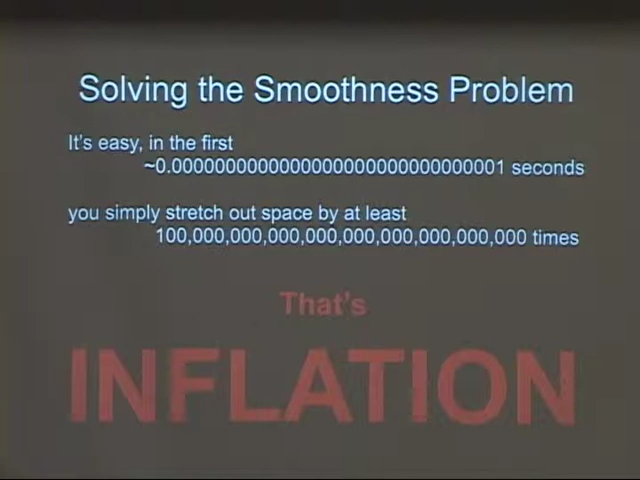 Solving the Smoothness Problem
It's easy, in the first
~0.0000000000000000000000000000001 seconds
you simply stretch out space by at least
100,000,000,000,000,000,000,000,000,000 times
That's
INFLATION